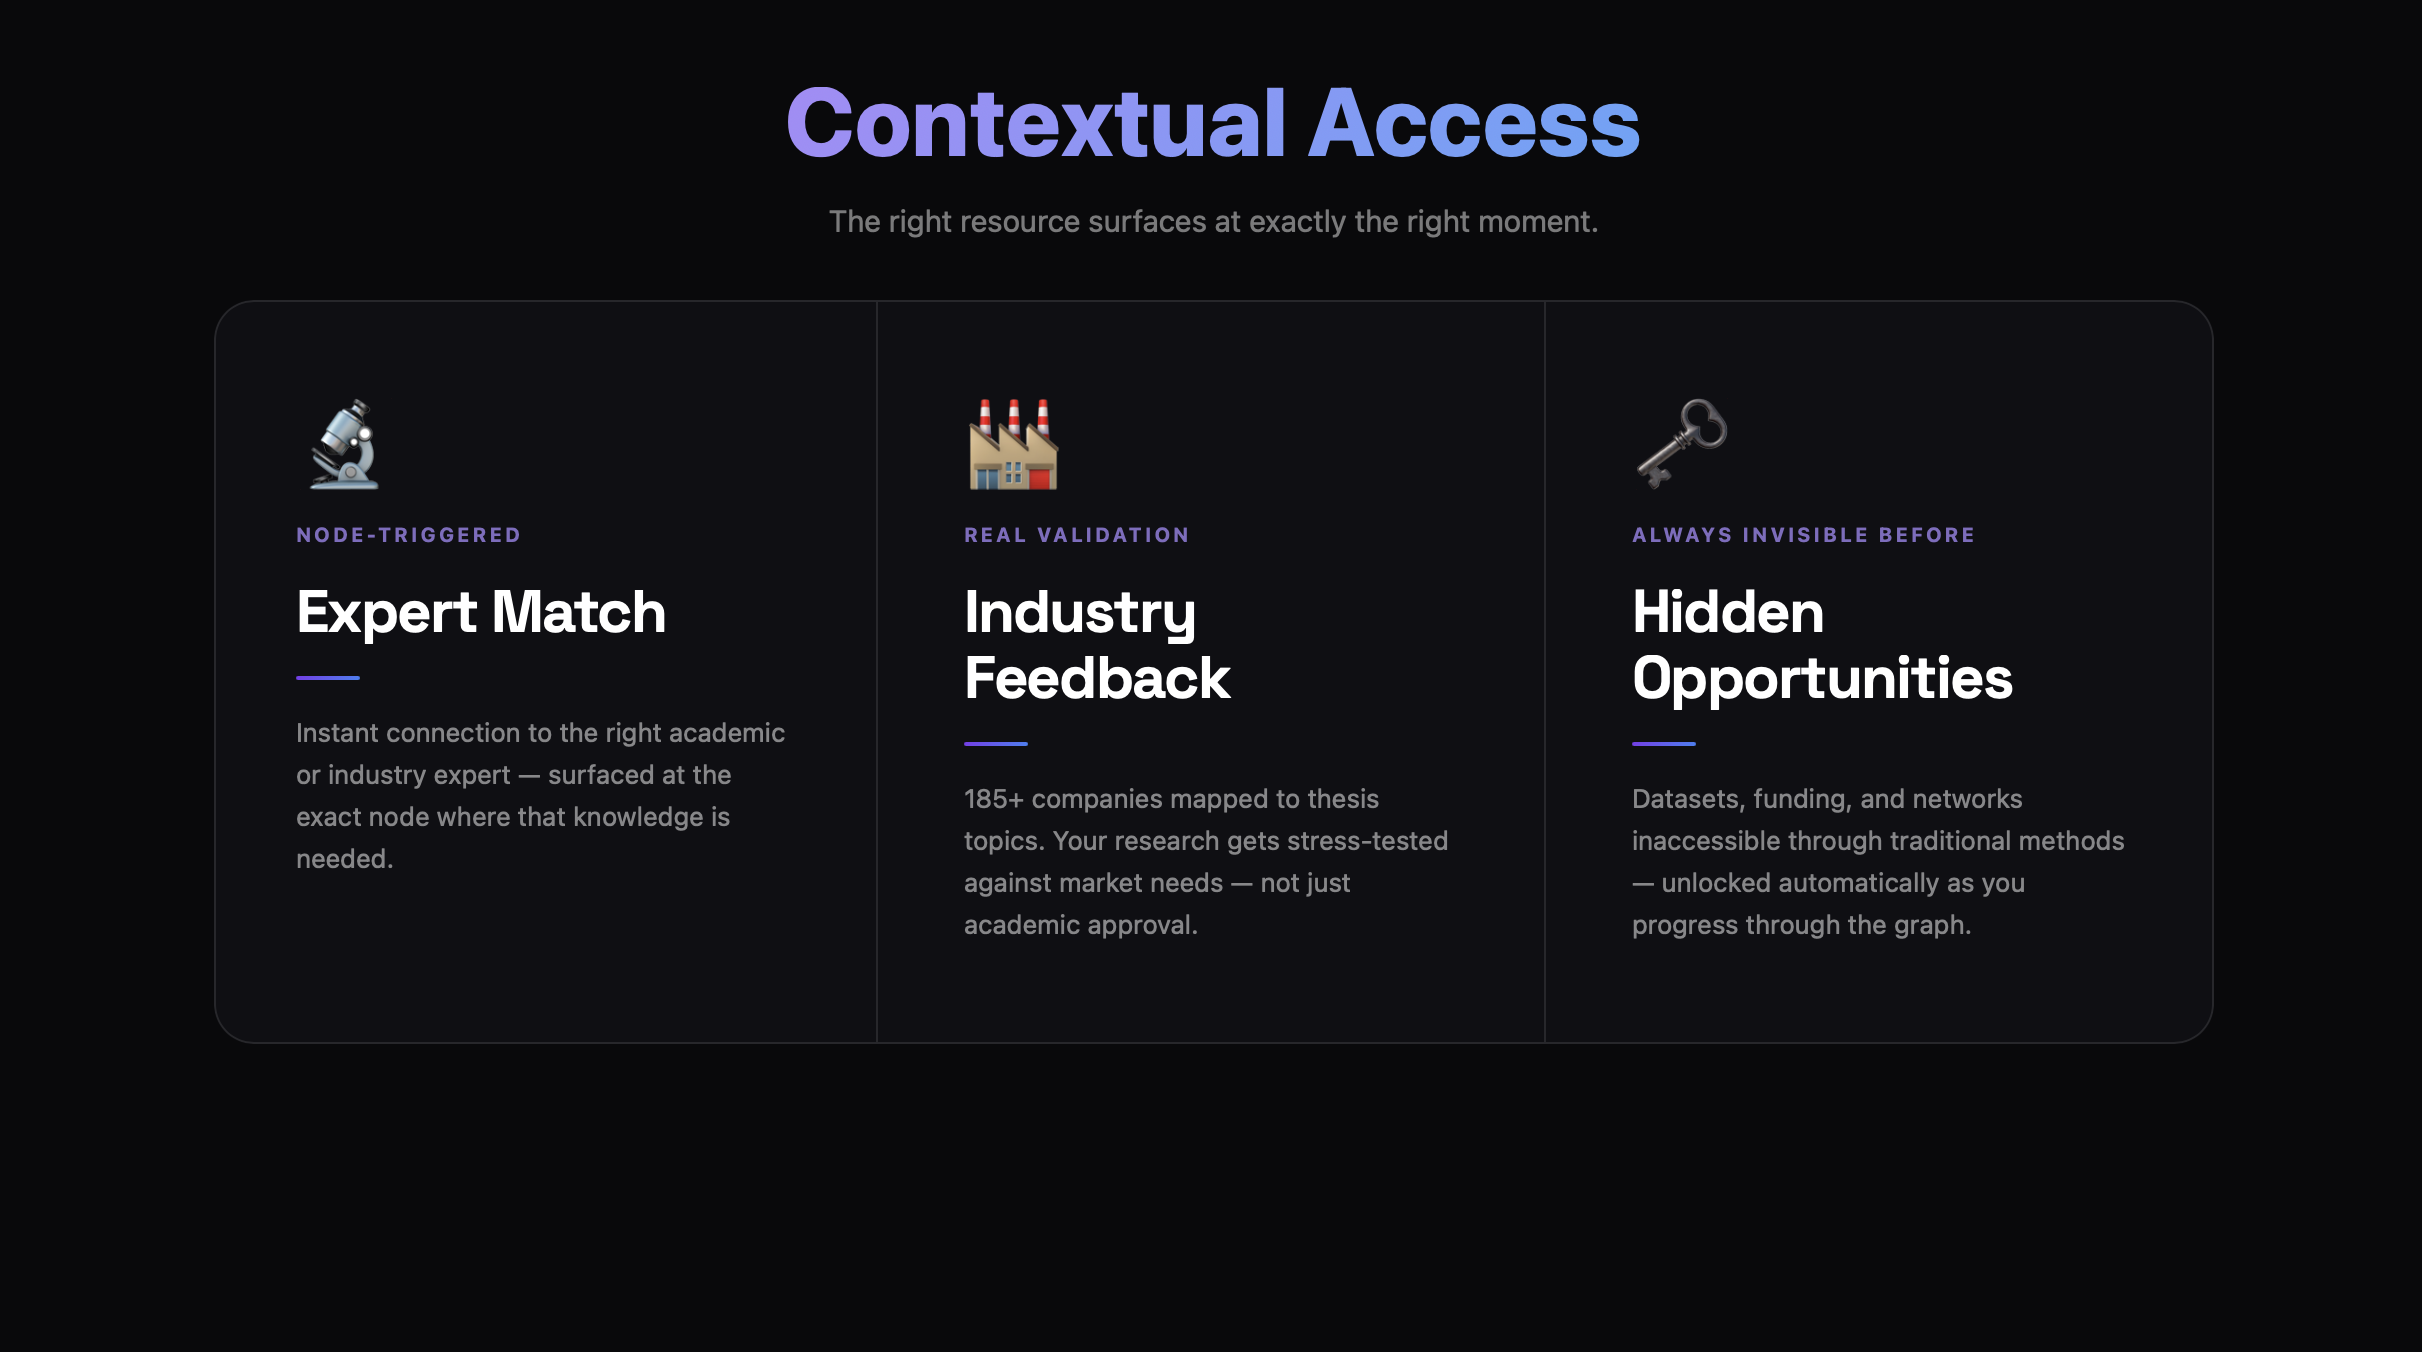 Contextual Access
The right resource surfaces at exactly the right moment.
NODE-TRIGGERED
Expert Match
Instant connection to the right academic
or industry expert — surfaced at the
exact node where that knowledge is
needed.
REAL VALIDATION
Industry
Feedback
185+ companies mapped to thesis
topics. Your research gets stress-tested
against market needs — not just
academic approval.
ALWAYS INVISIBLE BEFORE
Hidden
Opportunities
Datasets, funding, and networks
inaccessible through traditional methods
— unlocked automatically as you
progress through the graph.